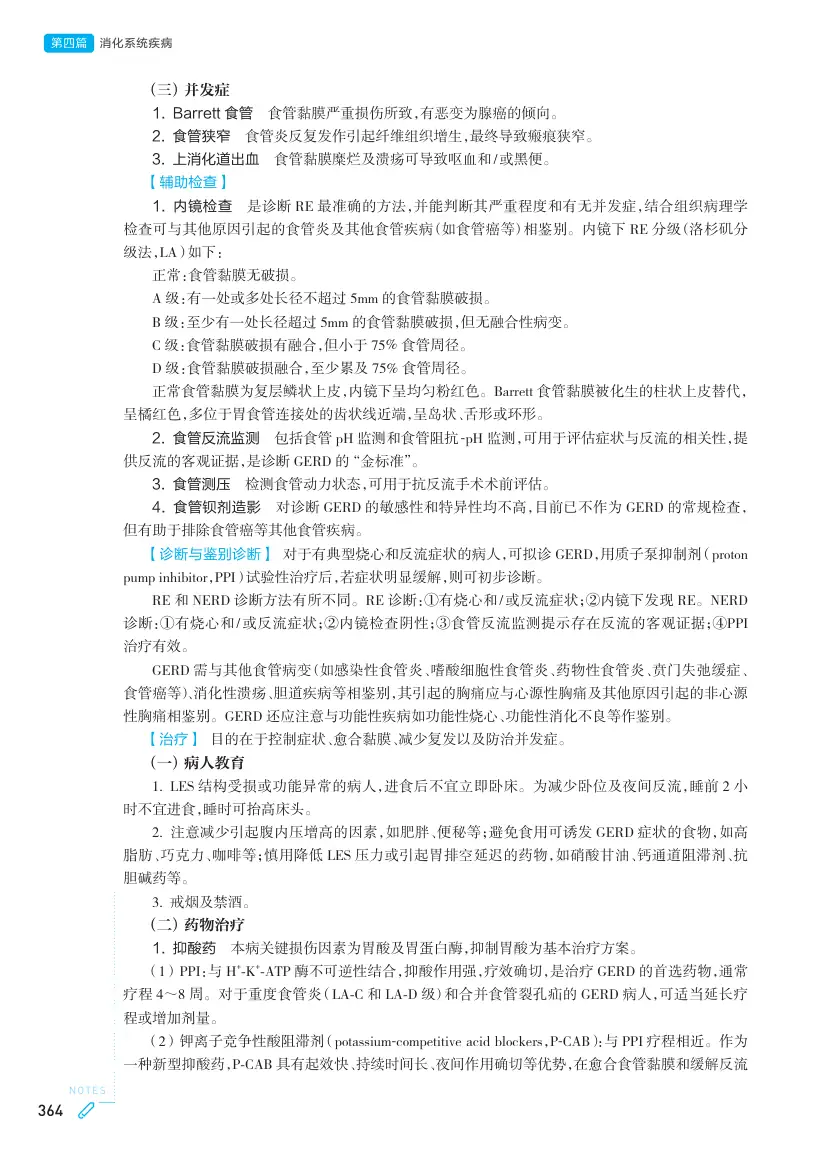 第四篇 消化系统疾病
（三）并发症
1. Barrett 食管 食管黏膜严重损伤所致，有恶变为腺癌的倾向。
2. 食管狭窄 食管炎反复发作引起纤维组织增生，最终导致瘢痕狭窄。
3. 上消化道出血 食管黏膜糜烂及溃疡可导致呕血和/或黑便。
【辅助检查】
1. 内镜检查 是诊断 RE 最准确的方法，并能判断其严重程度和有无并发症，结合组织病理学
检查可与其他原因引起的食管炎及其他食管疾病（如食管癌等）相鉴别。内镜下 RE 分级（洛杉矶分
级法，LA）如下：
正常：食管黏膜无破损。
A 级：有一处或多处长径不超过 5mm 的食管黏膜破损。
B 级：至少有一处长径超过 5mm 的食管黏膜破损，但无融合性病变。
C 级：食管黏膜破损有融合，但小于 75% 食管周径。
D 级：食管黏膜破损融合，至少累及 75% 食管周径。
正常食管黏膜为复层鳞状上皮，内镜下呈均匀粉红色。Barrett 食管黏膜被化生的柱状上皮替代，
呈橘红色，多位于胃食管连接处的齿状线近端，呈岛状、舌形或环形。
2. 食管反流监测 包括食管 pH 监测和食管阻抗-pH 监测，可用于评估症状与反流的相关性，提
供反流的客观证据，是诊断 GERD 的“金标准”。
3. 食管测压 检测食管动力状态，可用于抗反流手术术前评估。
4. 食管钡剂造影 对诊断 GERD 的敏感性和特异性均不高，目前已不作为 GERD 的常规检查，
但有助于排除食管癌等其他食管疾病。
【诊断与鉴别诊断】 对于有典型烧心和反流症状的病人，可拟诊 GERD，用质子泵抑制剂（proton
pump inhibitor，PPI）试验性治疗后，若症状明显缓解，则可初步诊断。
RE 和 NERD 诊断方法有所不同。RE 诊断：①有烧心和/或反流症状；②内镜下发现 RE。NERD
诊断：①有烧心和/或反流症状；②内镜检查阴性；③食管反流监测提示存在反流的客观证据；④PPI
治疗有效。
GERD 需与其他食管病变（如感染性食管炎、嗜酸细胞性食管炎、药物性食管炎、贲门失弛缓症、
食管癌等）、消化性溃疡、胆道疾病等相鉴别，其引起的胸痛应与心源性胸痛及其他原因引起的非心源
性胸痛相鉴别。GERD 还应注意与功能性疾病如功能性烧心、功能性消化不良等作鉴别。
【治疗】 目的在于控制症状、愈合黏膜、减少复发以及防治并发症。
（一）病人教育
1. LES 结构受损或功能异常的病人，进食后不宜立即卧床。为减少卧位及夜间反流，睡前 2 小
时不宜进食，睡时可抬高床头。
2. 注意减少引起腹内压增高的因素，如肥胖、便秘等；避免食用可诱发 GERD 症状的食物，如高
脂肪、巧克力、咖啡等；慎用降低 LES 压力或引起胃排空延迟的药物，如硝酸甘油、钙通道阻滞剂、抗
胆碱药等。
3. 戒烟及禁酒。
（二）药物治疗
1. 抑酸药 本病关键损伤因素为胃酸及胃蛋白酶，抑制胃酸为基本治疗方案。
（1）PPI：与 H⁺-K⁺-ATP 酶不可逆性结合，抑酸作用强，疗效确切，是治疗 GERD 的首选药物，通常
疗程 4～8 周。对于重度食管炎（LA-C 和 LA-D 级）和合并食管裂孔疝的 GERD 病人，可适当延长疗
程或增加剂量。
（2）钾离子竞争性酸阻滞剂（potassium-competitive acid blockers，P-CAB）：与 PPI 疗程相近。作为
一种新型抑酸药，P-CAB 具有起效快、持续时间长、夜间作用确切等优势，在愈合食管黏膜和缓解反流
NOTES
364